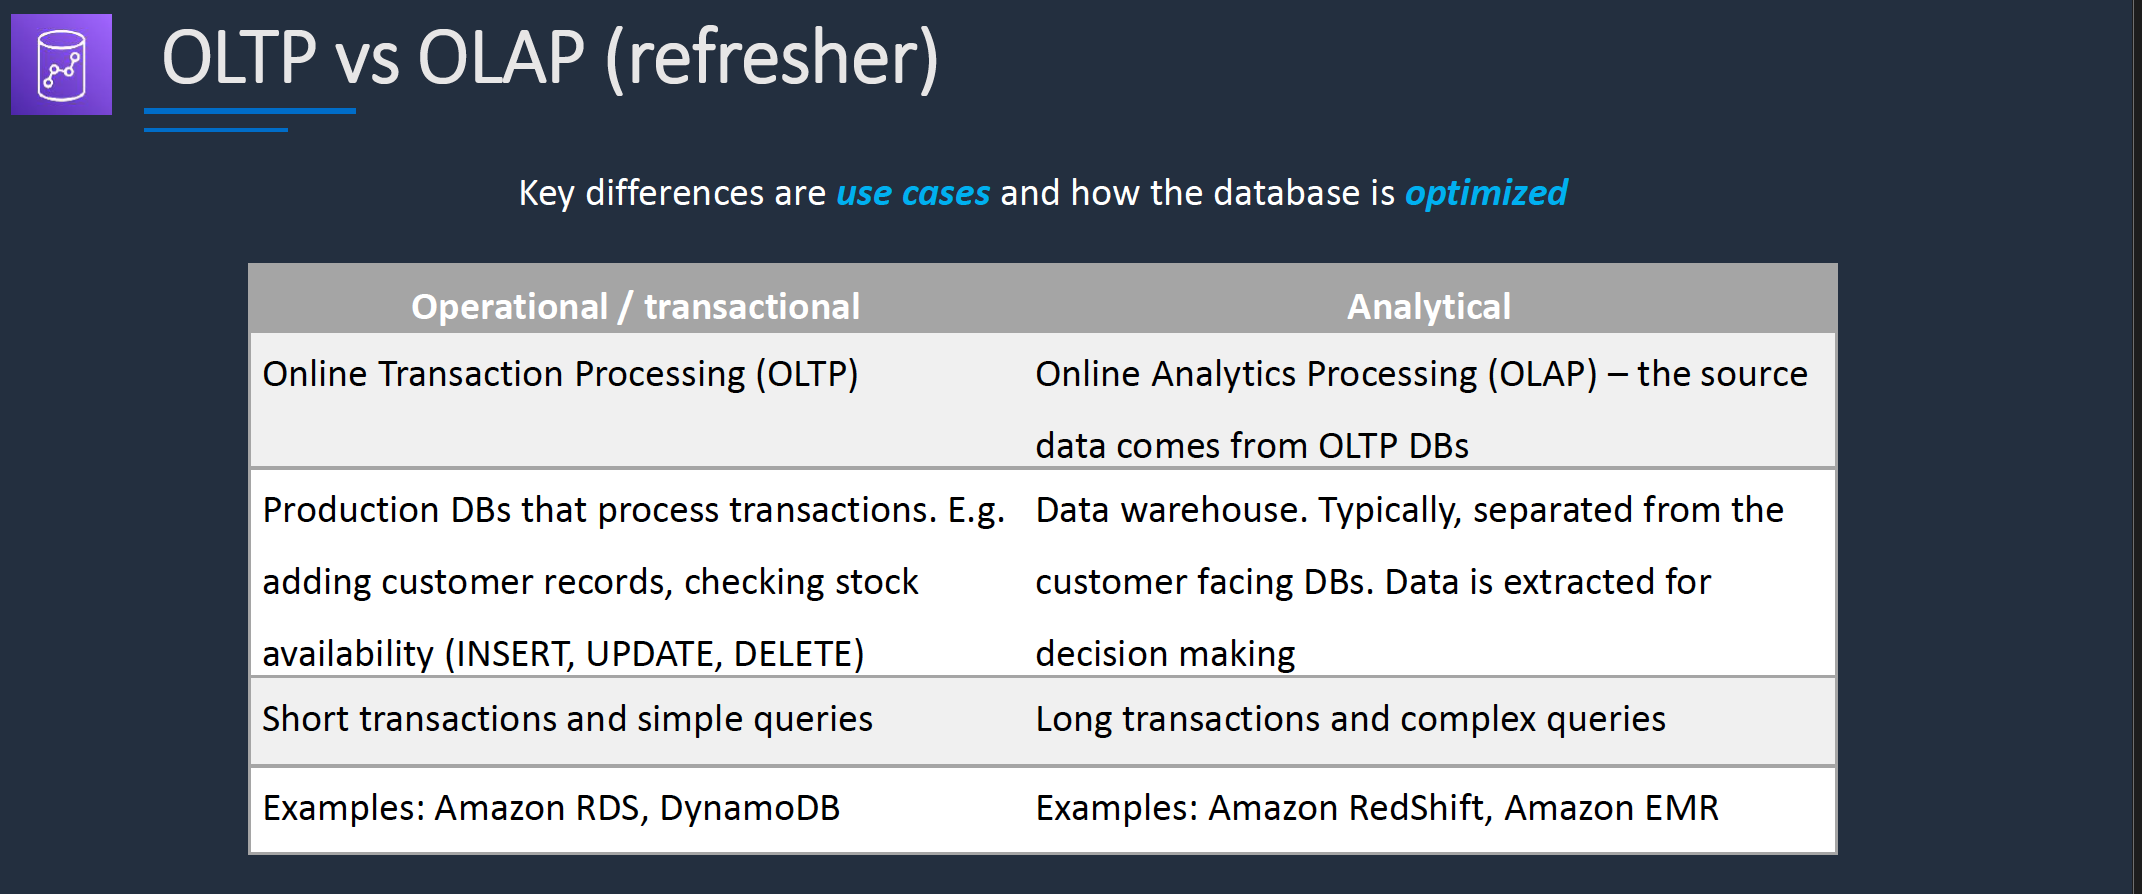 OLTP vs OLAP (refresher)
Key differences are use cases and how the database is optimized
Operational / transactional
Analytical
Online Transaction Processing (OLTP)
Online Analytics Processing (OLAP) – the source
data comes from OLTP DBs
Production DBs that process transactions. E.g.
adding customer records, checking stock
availability (INSERT, UPDATE, DELETE)
Data warehouse. Typically, separated from the
customer facing DBs. Data is extracted for
decision making
Short transactions and simple queries
Long transactions and complex queries
Examples: Amazon RDS, DynamoDB
Examples: Amazon RedShift, Amazon EMR